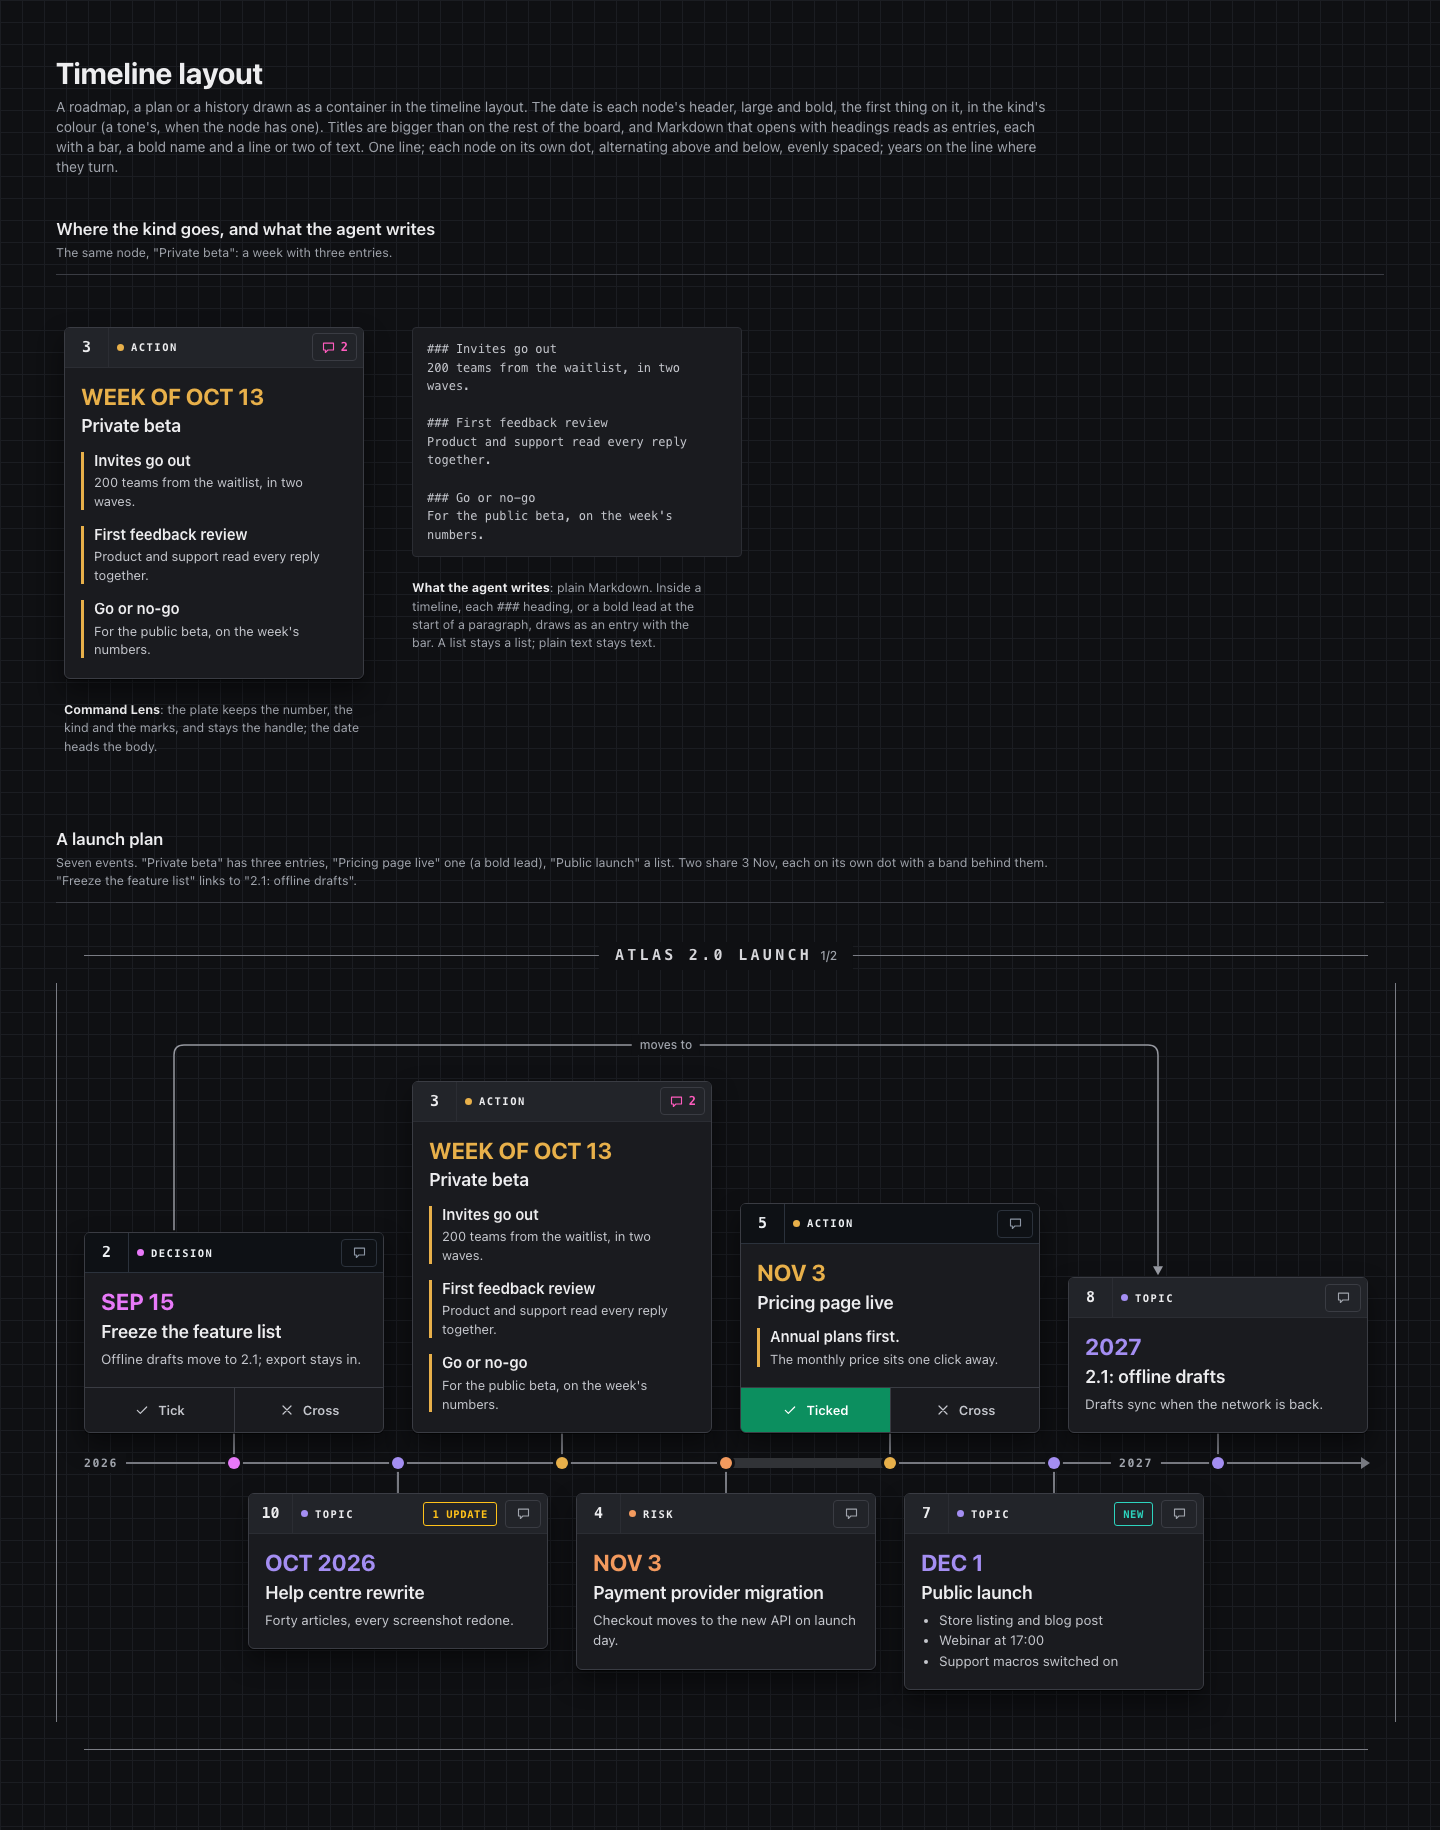 Timeline layout
A roadmap, a plan or a history drawn as a container in the timeline layout. The date is each node's header, large and bold, the first thing on it, in the kind's
colour (a tone's, when the node has one). Titles are bigger than on the rest of the board, and Markdown that opens with headings reads as entries, each
with a bar, a bold name and a line or two of text. One line; each node on its own dot, alternating above and below, evenly spaced; years on the line where
they turn.
Where the kind goes, and what the agent writes
The same node, "Private beta": a week with three entries.
3 ACTION 2
WEEK OF OCT 13
Private beta
Invites go out
200 teams from the waitlist, in two
waves.
First feedback review
Product and support read every reply
together.
Go or no-go
For the public beta, on the week's
numbers.
Command Lens: the plate keeps the number, the
kind and the marks, and stays the handle; the date
heads the body.
### Invites go out
200 teams from the waitlist, in two
waves.
### First feedback review
Product and support read every reply
together.
### Go or no-go
For the public beta, on the week's
numbers.
What the agent writes: plain Markdown. Inside a
timeline, each ### heading, or a bold lead at the
start of a paragraph, draws as an entry with the
bar. A list stays a list; plain text stays text.
A launch plan
Seven events. "Private beta" has three entries, "Pricing page live" one (a bold lead), "Public launch" a list. Two share 3 Nov, each on its own dot with a band behind them.
"Freeze the feature list" links to "2.1: offline drafts".
ATLAS 2.0 LAUNCH 1/2
moves to
2 DECISION
SEP 15
Freeze the feature list
Offline drafts move to 2.1; export stays in.
Tick Cross
3 ACTION 2
WEEK OF OCT 13
Private beta
Invites go out
200 teams from the waitlist, in two
waves.
First feedback review
Product and support read every reply
together.
Go or no-go
For the public beta, on the week's
numbers.
5 ACTION
NOV 3
Pricing page live
Annual plans first.
The monthly price sits one click away.
Ticked Cross
8 TOPIC
2027
2.1: offline drafts
Drafts sync when the network is back.
2026 2027
10 TOPIC 1 UPDATE
OCT 2026
Help centre rewrite
Forty articles, every screenshot redone.
4 RISK
NOV 3
Payment provider migration
Checkout moves to the new API on launch
day.
7 TOPIC NEW
DEC 1
Public launch
• Store listing and blog post
• Webinar at 17:00
• Support macros switched on